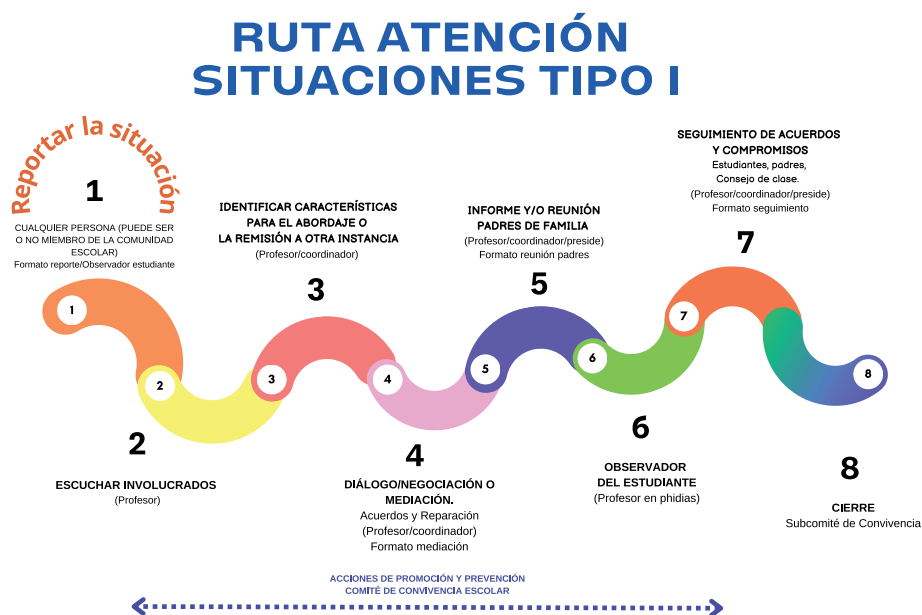 RUTA ATENCIÓN
SITUACIONES TIPO I
Reportar la situación
1
CUALQUIER PERSONA (PUEDE SER
O NO MIEMBRO DE LA COMUNIDAD
ESCOLAR)
Formato reporte/Observador estudiante
IDENTIFICAR CARACTERÍSTICAS
PARA EL ABORDAJE O
LA REMISIÓN A OTRA INSTANCIA
(Profesor/coordinador)
3
INFORME Y/O REUNIÓN
PADRES DE FAMILIA
(Profesor/coordinador/preside)
Formato reunión padres
5
SEGUIMIENTO DE ACUERDOS
Y COMPROMISOS
Estudiantes, padres,
Consejo de clase.
(Profesor/coordinador/preside)
Formato seguimiento
7
1
2
3
4
5
6
7
8
2
ESCUCHAR INVOLUCRADOS
(Profesor)
4
DIÁLOGO/NEGOCIACIÓN O
MEDIACIÓN.
Acuerdos y Reparación
(Profesor/coordinador)
Formato mediación
6
OBSERVADOR
DEL ESTUDIANTE
(Profesor en phidias)
8
CIERRE
Subcomité de Convivencia
ACCIONES DE PROMOCIÓN Y PREVENCIÓN
COMITÉ DE CONVIVENCIA ESCOLAR